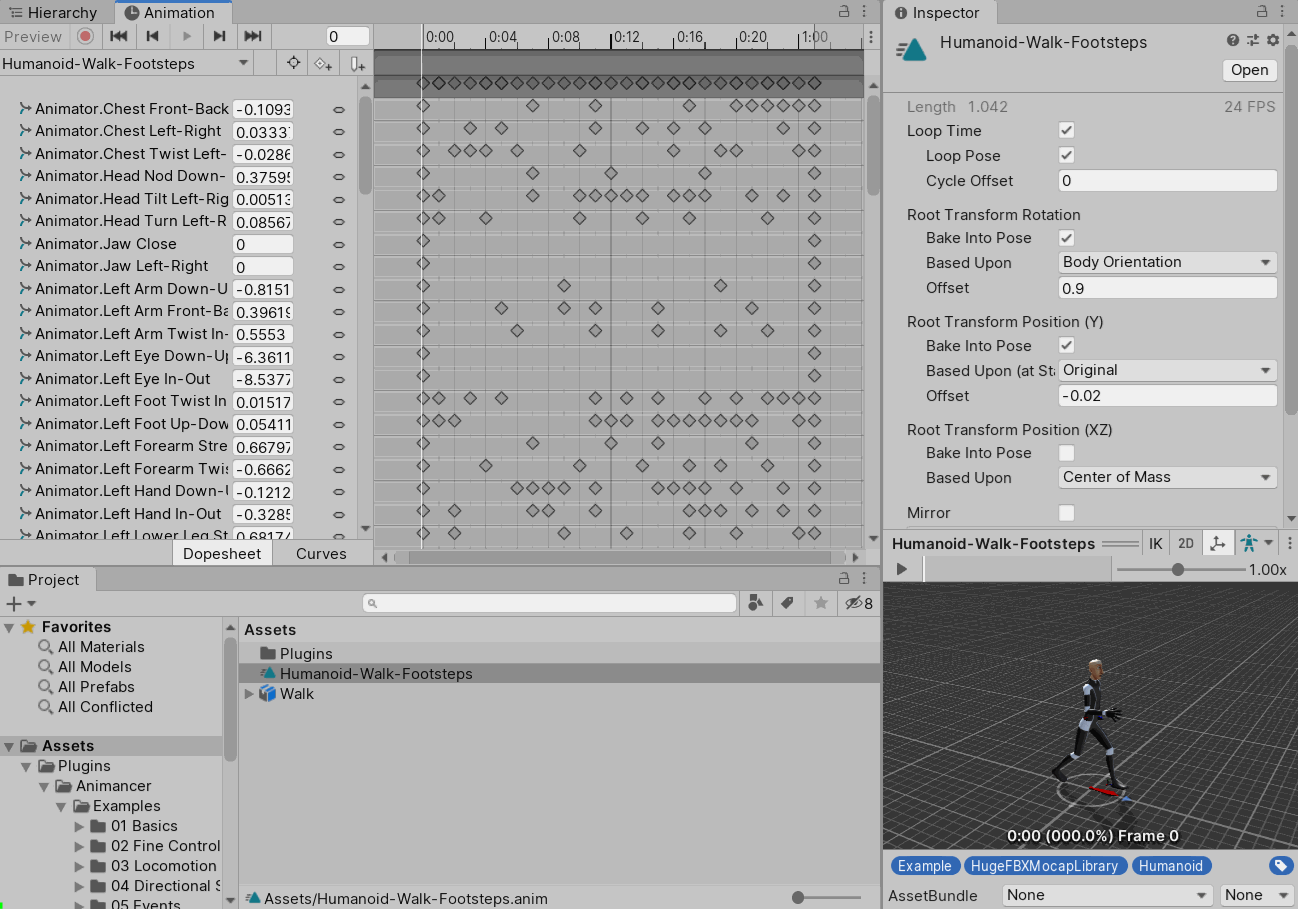 Hierarchy Animation
Preview 0 0:00 0:04 0:08 0:12 0:16 0:20 1:00
Humanoid-Walk-Footsteps
Animator.Chest Front-Back -0.1093
Animator.Chest Left-Right 0.0333
Animator.Chest Twist Left- -0.0286
Animator.Head Nod Down- 0.3759
Animator.Head Tilt Left-Rig 0.00513
Animator.Head Turn Left-R 0.08567
Animator.Jaw Close 0
Animator.Jaw Left-Right 0
Animator.Left Arm Down-U -0.8151
Animator.Left Arm Front-Ba 0.39619
Animator.Left Arm Twist In- 0.5553
Animator.Left Eye Down-Up -6.3611
Animator.Left Eye In-Out -8.5377
Animator.Left Foot Twist In 0.01517
Animator.Left Foot Up-Dow 0.05411
Animator.Left Forearm Stre 0.66797
Animator.Left Forearm Twis -0.6662
Animator.Left Hand Down-U -0.1212
Animator.Left Hand In-Out -0.3285
Animator.Left Lower Leg St 0.68174
Dopesheet Curves
Inspector
Humanoid-Walk-Footsteps
Open
Length 1.042 24 FPS
Loop Time
Loop Pose
Cycle Offset 0
Root Transform Rotation
Bake Into Pose
Based Upon Body Orientation
Offset 0.9
Root Transform Position (Y)
Bake Into Pose
Based Upon (at Sta Original
Offset -0.02
Root Transform Position (XZ)
Bake Into Pose
Based Upon Center of Mass
Mirror
Humanoid-Walk-Footsteps IK 2D
1.00x
0:00 (000.0%) Frame 0
Example HugeFBXMocapLibrary Humanoid
AssetBundle None None
Project
8
Favorites
All Materials
All Models
All Prefabs
All Conflicted
Assets
Plugins
Animancer
Examples
01 Basics
02 Fine Control
03 Locomotion
04 Directional S
05 Events
Assets
Plugins
Humanoid-Walk-Footsteps
Walk
Assets/Humanoid-Walk-Footsteps.anim